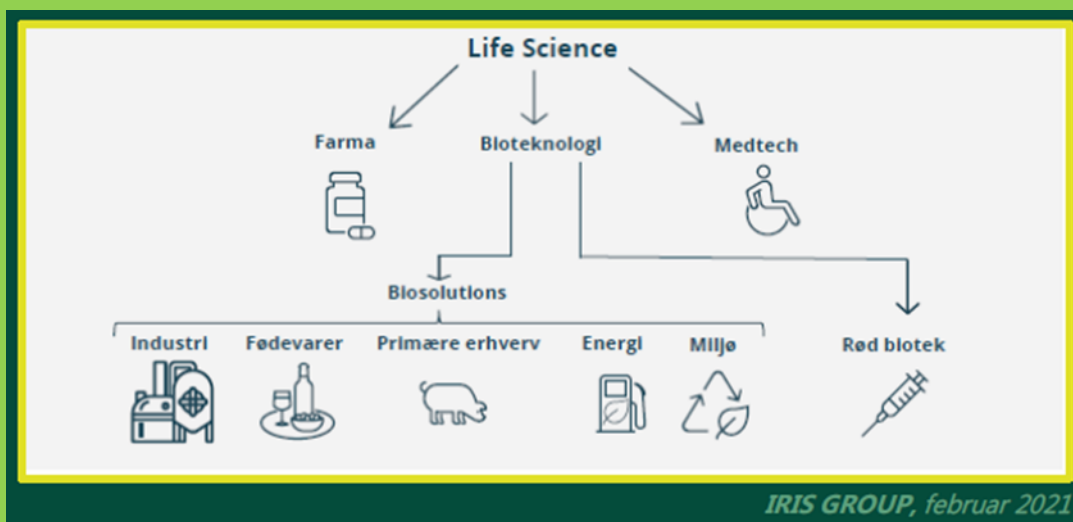 Life Science
Farma
Bioteknologi
Medtech
Biosolutions
Industri
Fødevarer
Primære erhverv
Energi
Miljø
Rød biotek
IRIS GROUP, februar 2021